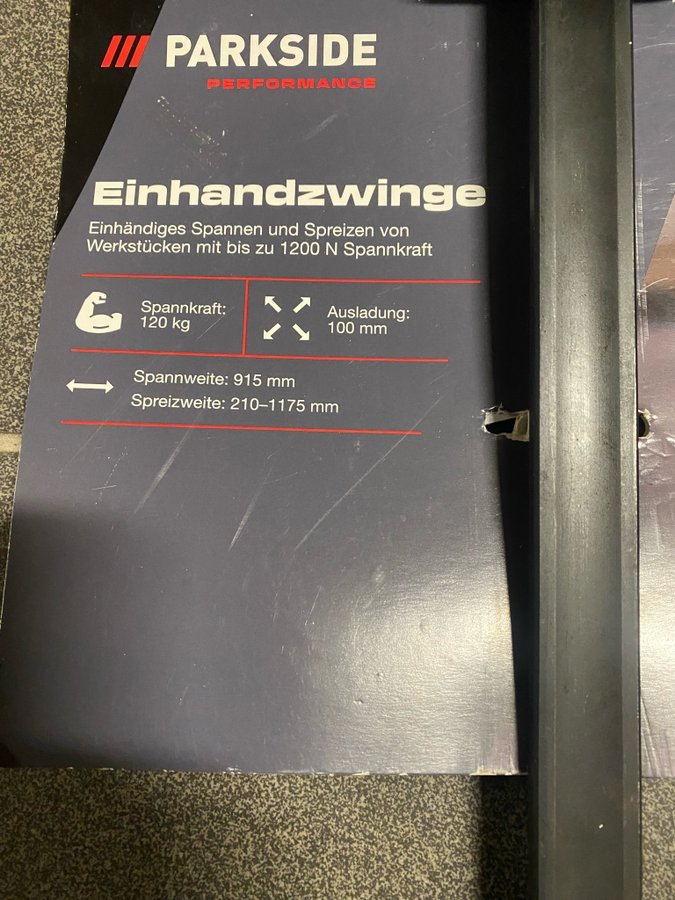 PARKSIDE
PERFORMANCE
Einhandzwinge
Einhändiges Spannen und Spreizen von
Werkstücken mit bis zu 1200 N Spannkraft
Spannkraft:
120 kg
Ausladung:
100 mm
Spannweite: 915 mm
Spreizweite: 210–1175 mm